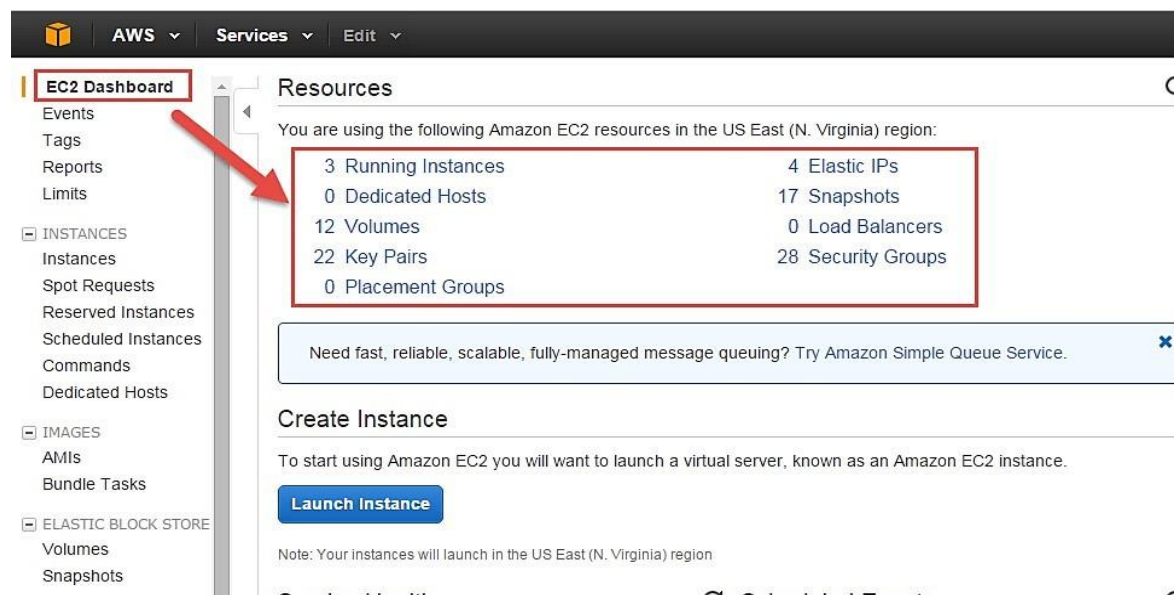 AWS Services Edit
EC2 Dashboard
Events
Tags
Reports
Limits
INSTANCES
Instances
Spot Requests
Reserved Instances
Scheduled Instances
Commands
Dedicated Hosts
IMAGES
AMIs
Bundle Tasks
ELASTIC BLOCK STORE
Volumes
Snapshots
Resources
You are using the following Amazon EC2 resources in the US East (N. Virginia) region:
3 Running Instances
0 Dedicated Hosts
12 Volumes
22 Key Pairs
0 Placement Groups
4 Elastic IPs
17 Snapshots
0 Load Balancers
28 Security Groups
Need fast, reliable, scalable, fully-managed message queuing? Try Amazon Simple Queue Service.
Create Instance
To start using Amazon EC2 you will want to launch a virtual server, known as an Amazon EC2 instance.
Launch Instance
Note: Your instances will launch in the US East (N. Virginia) region